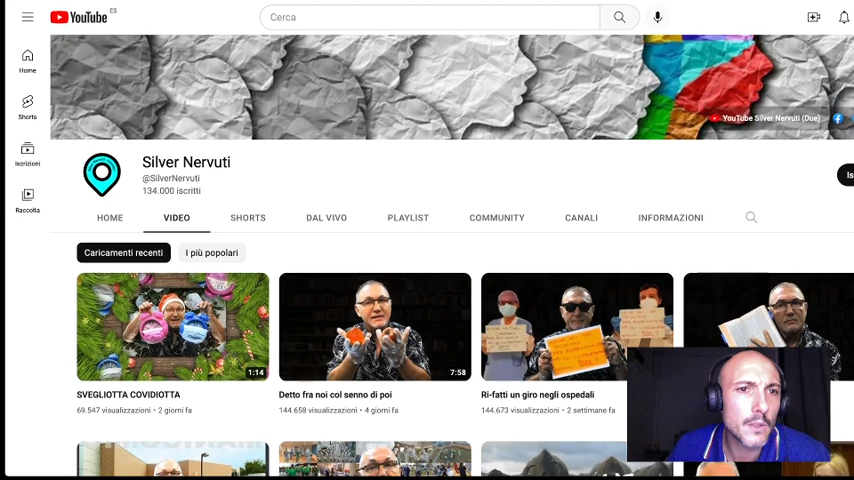 YouTube ES
Cerca
Home
Shorts
Iscrizioni
Raccolta
YouTube Silver Nervuti (Due)
Silver Nervuti
@SilverNervuti
134.000 iscritti
Is
HOME VIDEO SHORTS DAL VIVO PLAYLIST COMMUNITY CANALI INFORMAZIONI
Caricamenti recenti I più popolari
1:14
7:58
SVEGLIOTTA COVIDIOTTA
69.547 visualizzazioni • 2 giorni fa
Detto fra noi col senno di poi
144.658 visualizzazioni • 4 giorni fa
Ri-fatti un giro negli ospedali
144.673 visualizzazioni • 2 settimane fa